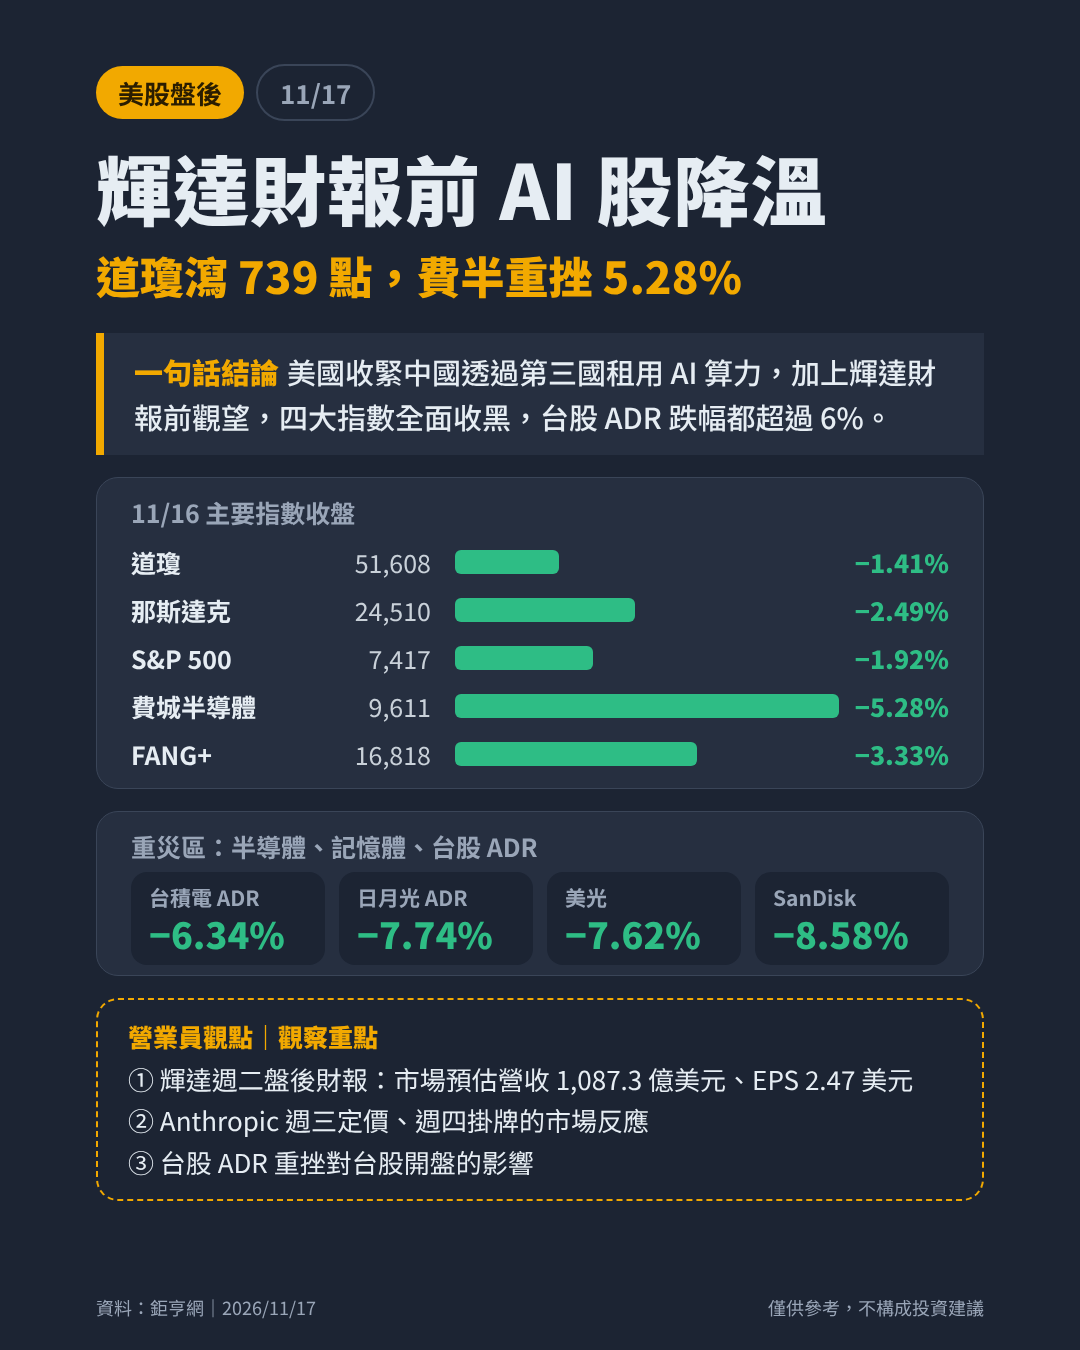 美股盤後 11/17
輝達財報前 AI 股降溫
道瓊瀉 739 點，費半重挫 5.28%
一句話結論 美國收緊中國透過第三國租用 AI 算力，加上輝達財
報前觀望，四大指數全面收黑，台股 ADR 跌幅都超過 6%。
11/16 主要指數收盤
道瓊 51,608 −1.41%
那斯達克 24,510 −2.49%
S&P 500 7,417 −1.92%
費城半導體 9,611 −5.28%
FANG+ 16,818 −3.33%
重災區：半導體、記憶體、台股 ADR
台積電 ADR 日月光 ADR 美光 SanDisk
−6.34% −7.74% −7.62% −8.58%
營業員觀點｜觀察重點
① 輝達週二盤後財報：市場預估營收 1,087.3 億美元、EPS 2.47 美元
② Anthropic 週三定價、週四掛牌的市場反應
③ 台股 ADR 重挫對台股開盤的影響
資料：鉅亨網｜2026/11/17 僅供參考，不構成投資建議